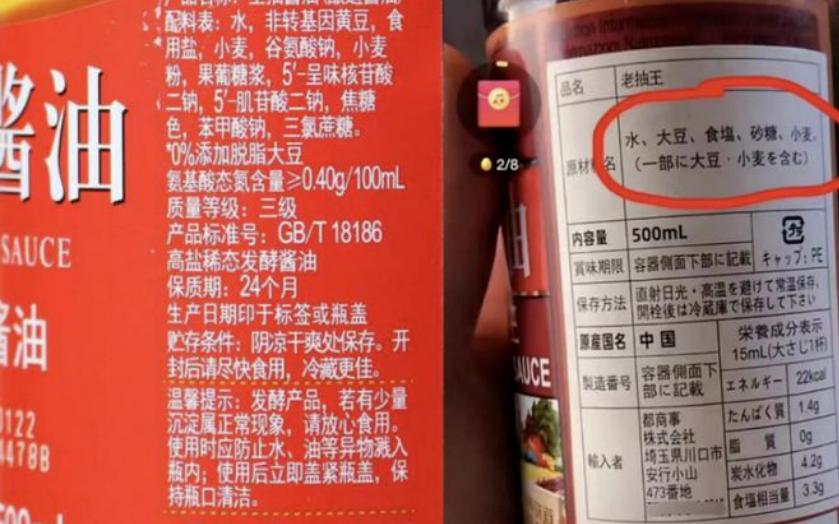 酱油
SAUCE
酱油
0122
4478B
配料表：水，非转基因黄豆，食
用盐，小麦，谷氨酸钠，小麦
粉，果葡糖浆，5′-呈味核苷酸
二钠，5′-肌苷酸二钠，焦糖
色，苯甲酸钠，三氯蔗糖。
*0%添加脱脂大豆
氨基酸态氮含量≥0.40g/100mL
质量等级：三级
产品标准号：GB/T 18186
高盐稀态发酵酱油
保质期：24个月
生产日期印于标签或瓶盖
贮存条件：阴凉干爽处保存。开
封后请尽快食用，冷藏更佳。
温馨提示：发酵产品，若有少量
沉淀属正常现象，请放心食用。
使用时应防止水、油等异物溅入
瓶内；使用后立即盖紧瓶盖，保
持瓶口清洁。
2/8
油
SAUCE
品名 老抽王
原材料名 水、大豆、食塩、砂糖、小麦。
（一部に大豆・小麦を含む）
内容量 500mL
賞味期限 容器側面下部に記載
キャップ：PE
保存方法 直射日光・高温を避けて常温保存、
開栓後は冷蔵庫で保存して下さい
原産国名 中国
製造番号 容器側面下
部に記載
輸入者 都商事
株式会社
埼玉県川口市
安行小山
473番地
栄養成分表示
15mL(大さじ1杯)
エネルギー 22kcal
たんぱく質 1.4g
脂質 0g
炭水化物 4.2g
食塩相当量 3.3g